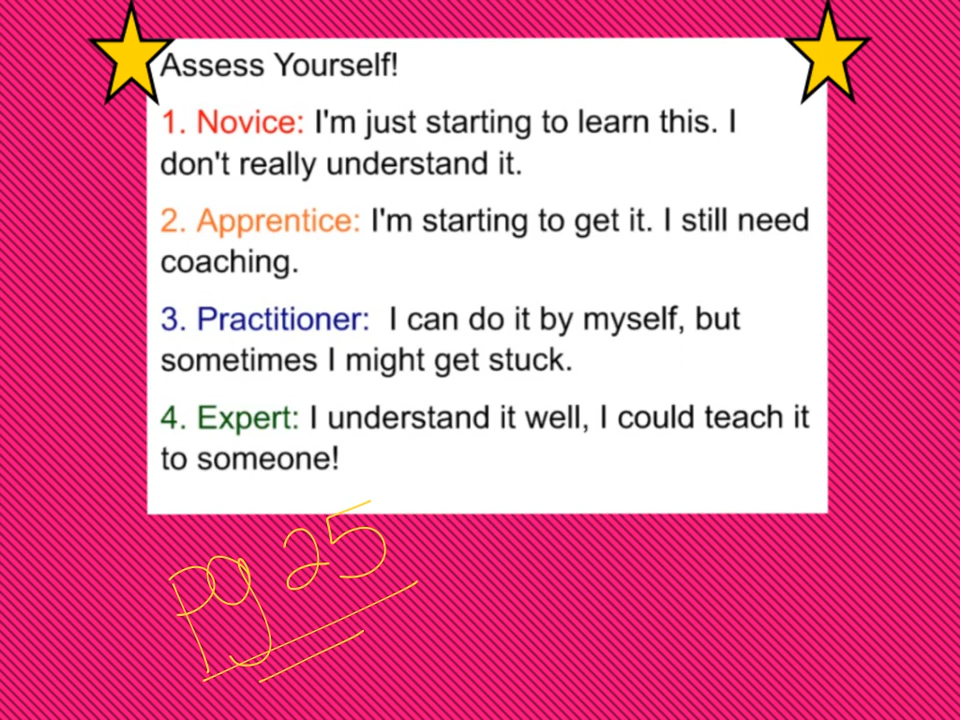 Assess Yourself!
1. Novice: I'm just starting to learn this. I
don't really understand it.
2. Apprentice: I'm starting to get it. I still need
coaching.
3. Practitioner: I can do it by myself, but
sometimes I might get stuck.
4. Expert: I understand it well, I could teach it
to someone!
pg 25